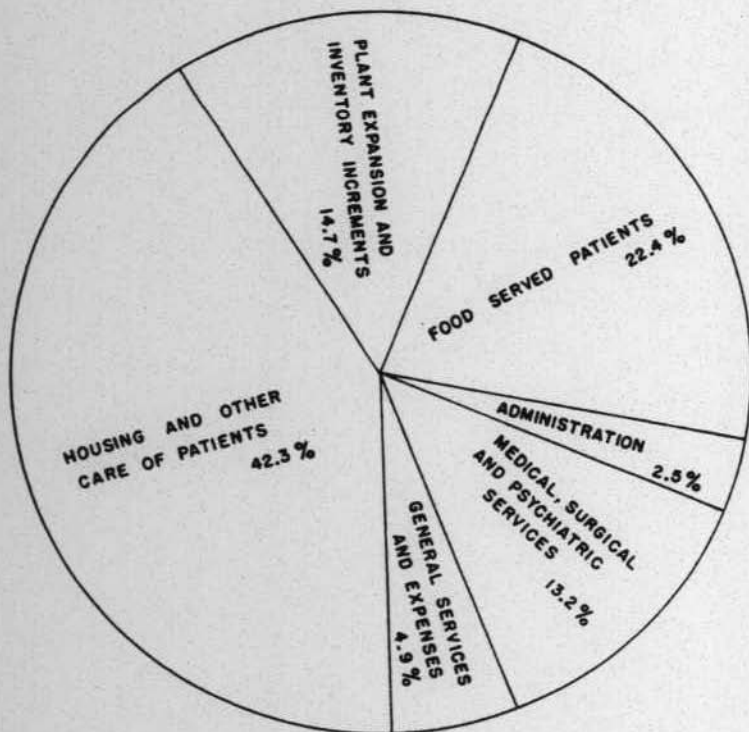 PLANT EXPANSION AND
INVENTORY INCREMENTS
14.7%
FOOD SERVED PATIENTS
22.4%
ADMINISTRATION
2.5%
MEDICAL, SURGICAL
AND PSYCHIATRIC
SERVICES
13.2%
GENERAL SERVICES
AND EXPENSES
4.9%
HOUSING AND OTHER
CARE OF PATIENTS
42.3%